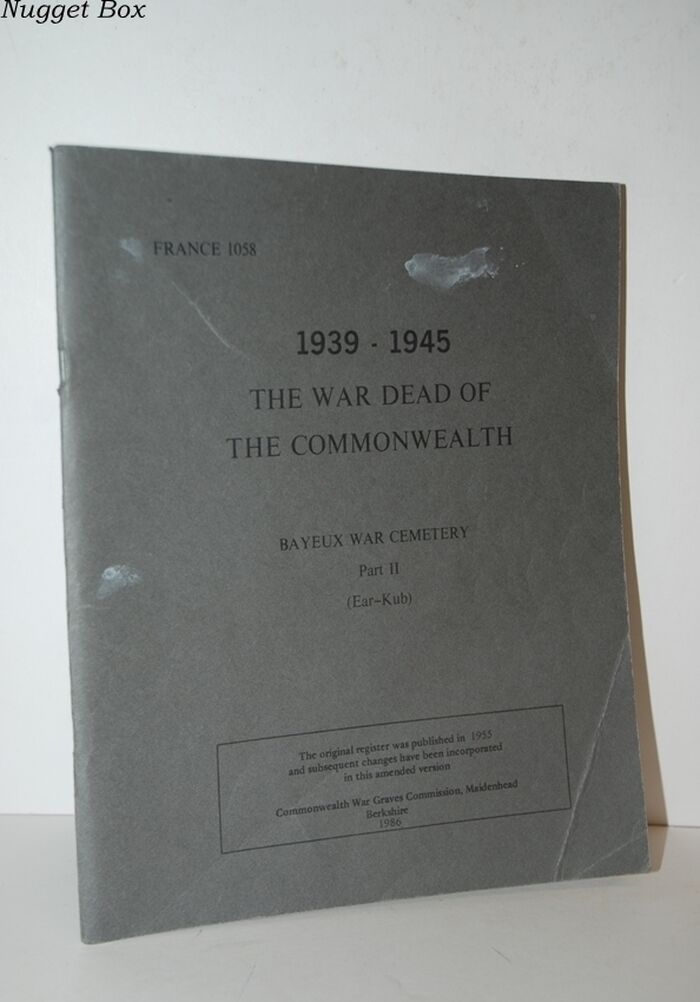 Nugget Box
FRANCE 1058
1939 - 1945
THE WAR DEAD OF
THE COMMONWEALTH
BAYEUX WAR CEMETERY
Part II
(Ear–Kub)
The original register was published in 1955
and subsequent changes have been incorporated
in this amended version
Commonwealth War Graves Commission, Maidenhead
Berkshire
1986